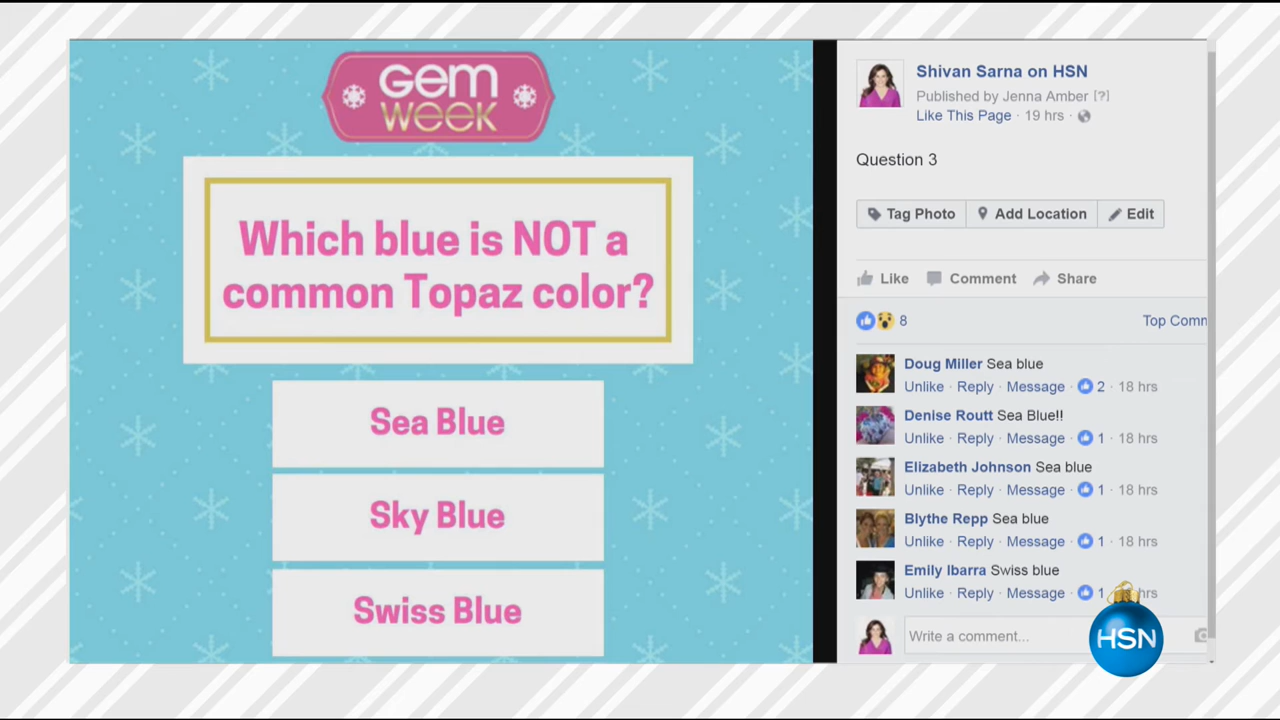 GEM
WEEK
Which blue is NOT a
common Topaz color?
Sea Blue
Sky Blue
Swiss Blue
Shivan Sarna on HSN
Published by Jenna Amber [?]
Like This Page · 19 hrs ·
Question 3
Tag Photo Add Location Edit
Like Comment Share
8 Top Comm
Doug Miller Sea blue
Unlike · Reply · Message · 2 · 18 hrs
Denise Routt Sea Blue!!
Unlike · Reply · Message · 1 · 18 hrs
Elizabeth Johnson Sea blue
Unlike · Reply · Message · 1 · 18 hrs
Blythe Repp Sea blue
Unlike · Reply · Message · 1 · 18 hrs
Emily Ibarra Swiss blue
Unlike · Reply · Message · 1 hrs
Write a comment...
HSN